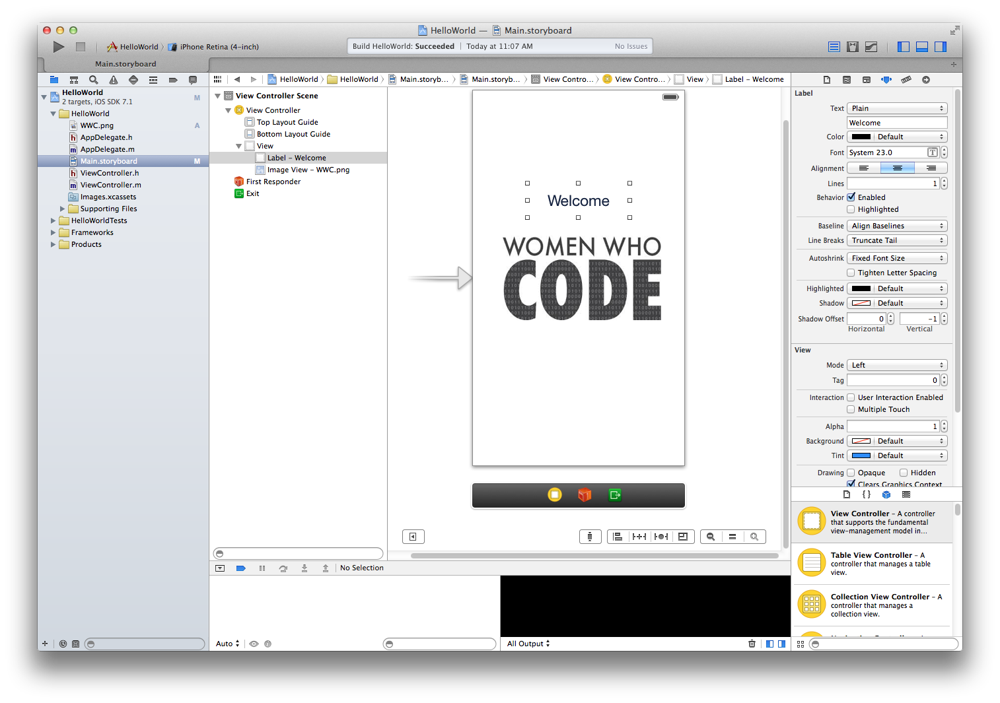 HelloWorld — Main.storyboard
HelloWorld iPhone Retina (4-inch)
Build HelloWorld: Succeeded Today at 11:07 AM No Issues
Main.storyboard
HelloWorld
2 targets, iOS SDK 7.1 M
HelloWorld
WWC.png A
AppDelegate.h
AppDelegate.m
Main.storyboard M
ViewController.h
ViewController.m
Images.xcassets
Supporting Files
HelloWorldTests
Frameworks
Products
HelloWorld HelloWorld Main.storyb... Main.storyb... View Contro... View Contro... View Label - Welcome
View Controller Scene
View Controller
Top Layout Guide
Bottom Layout Guide
View
Label - Welcome
Image View - WWC.png
First Responder
Exit
Welcome
WOMEN WHO
CODE
No Selection
Auto
All Output
Label
Text Plain
Welcome
Color Default
Font System 23.0 T
Alignment
Lines 1
Behavior Enabled
Highlighted
Baseline Align Baselines
Line Breaks Truncate Tail
Autoshrink Fixed Font Size
Tighten Letter Spacing
Highlighted Default
Shadow Default
Shadow Offset 0 -1
Horizontal Vertical
View
Mode Left
Tag 0
Interaction User Interaction Enabled
Multiple Touch
Alpha 1
Background Default
Tint Default
Drawing Opaque Hidden
Clears Graphics Context
View Controller - A controller
that supports the fundamental
view-management model in...
Table View Controller - A
controller that manages a table
view.
Collection View Controller - A
controller that manages a
collection view.